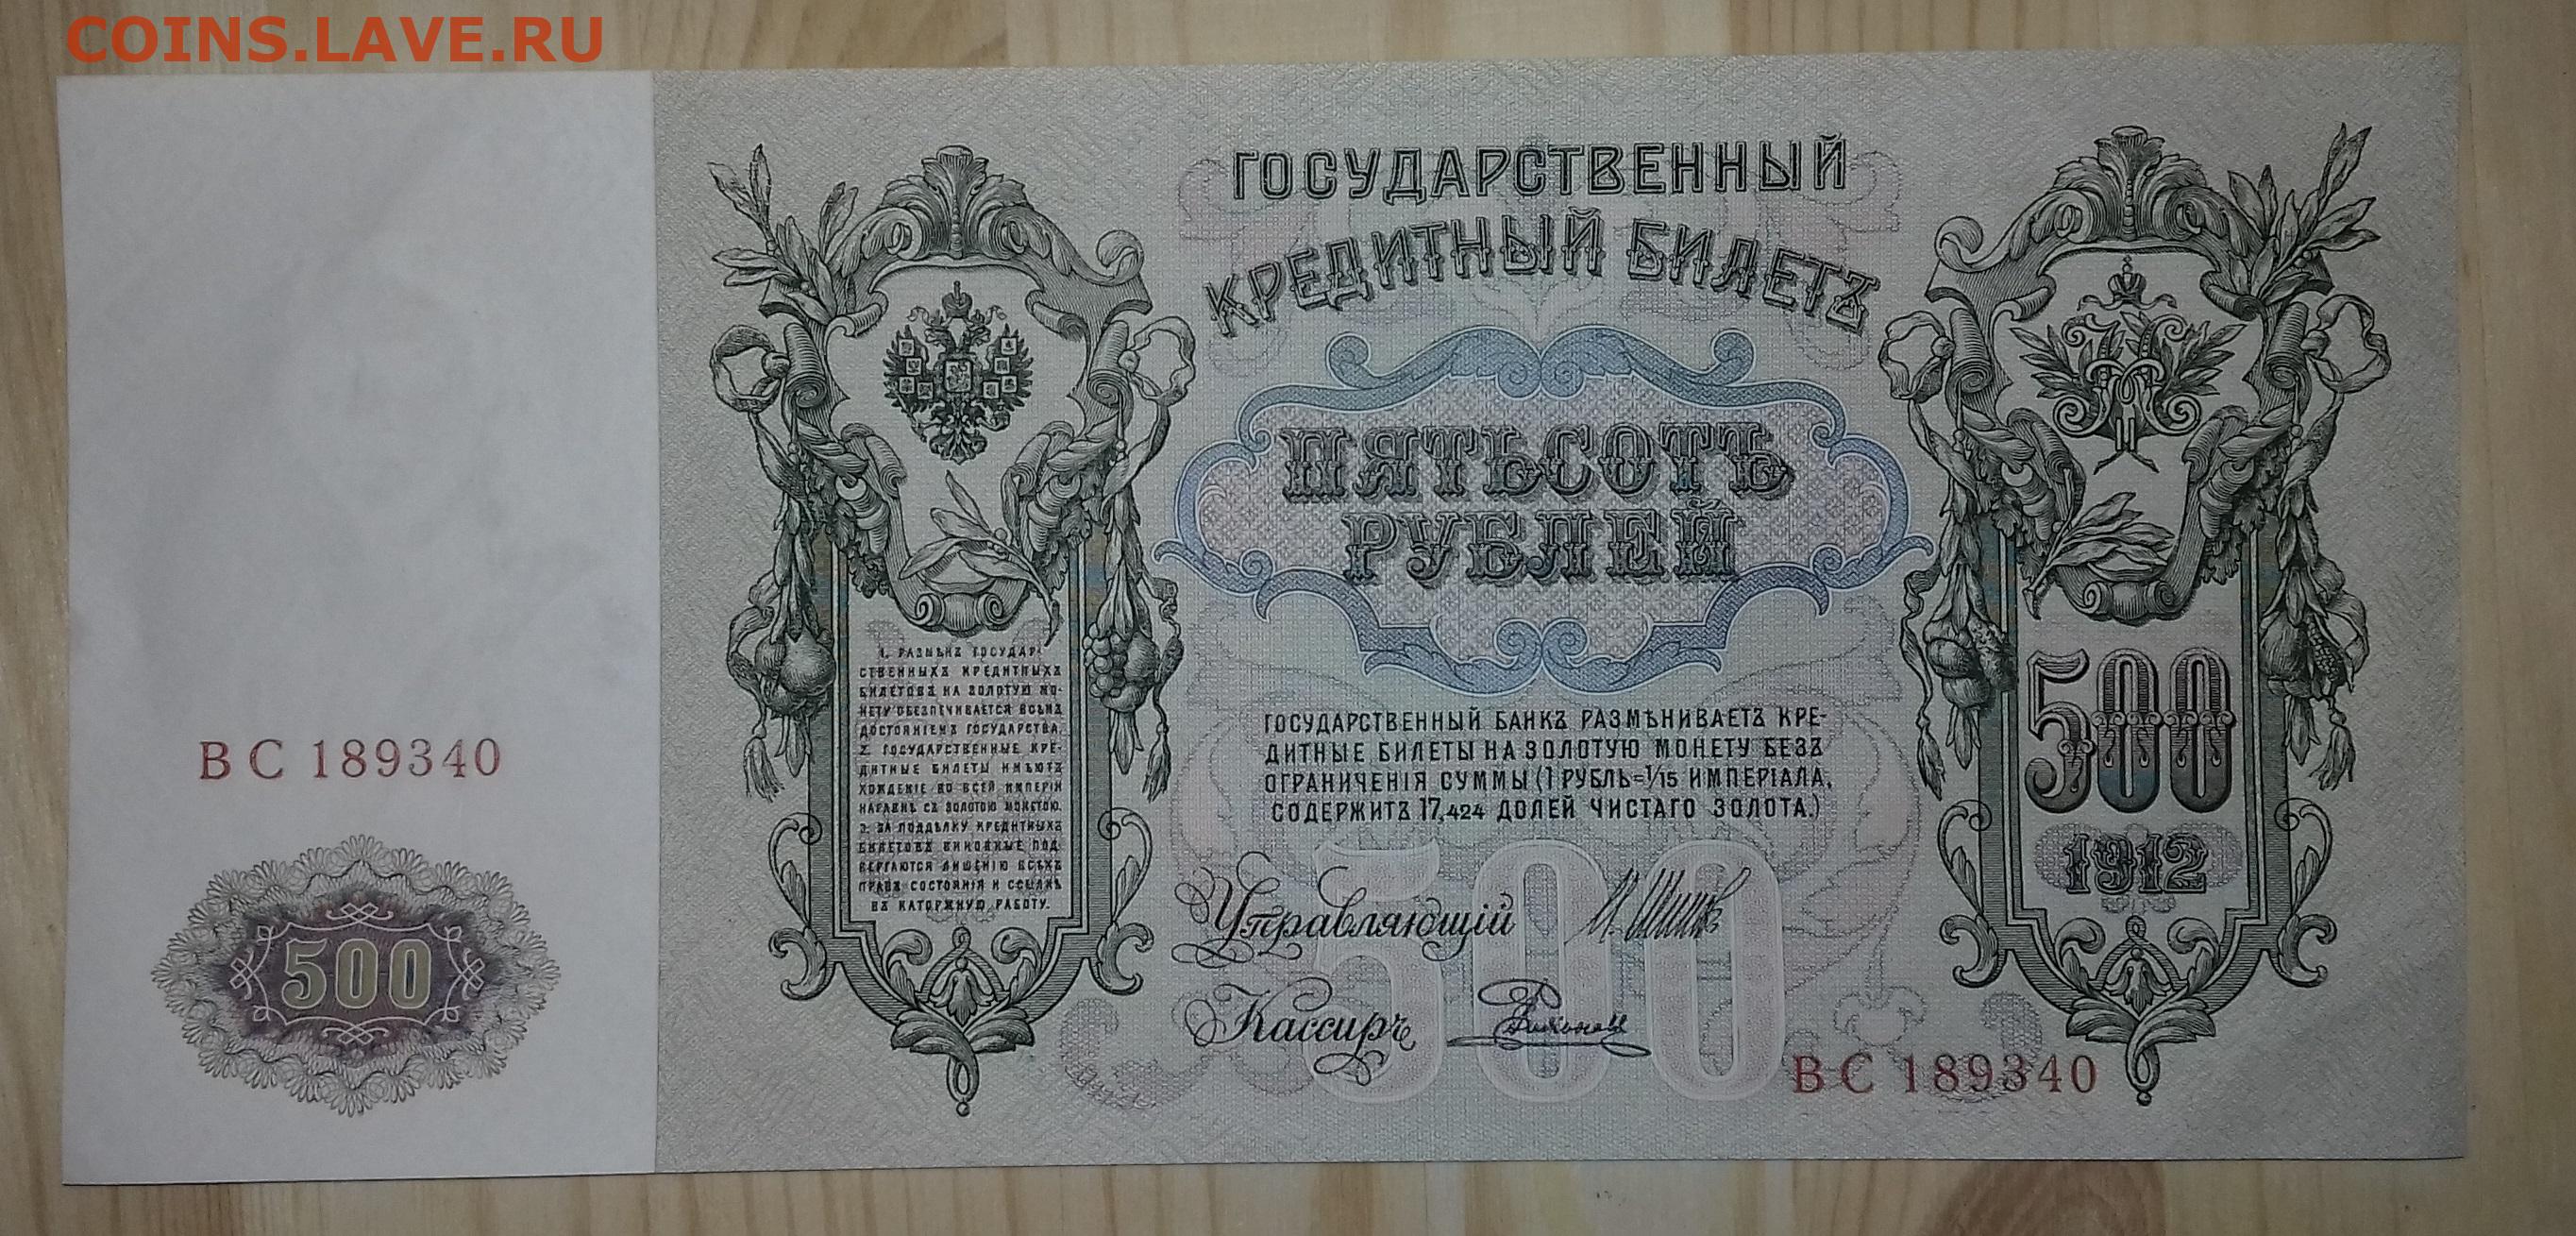 COINS.LAVE.RU
ГОСУДАРСТВЕННЫЙ
КРЕДИТНЫЙ БИЛЕТЪ
ПЯТЬСОТЪ
РУБЛЕЙ
ГОСУДАРСТВЕННЫЙ БАНКЪ РАЗМѢНИВАЕТЪ КРЕ-
ДИТНЫЕ БИЛЕТЫ НА ЗОЛОТУЮ МОНЕТУ БЕЗЪ
ОГРАНИЧЕНІЯ СУММЫ (1 РУБЛЬ=1/15 ИМПЕРІАЛА,
СОДЕРЖИТЪ 17,424 ДОЛЕЙ ЧИСТАГО ЗОЛОТА.)
Управляющій И. Шипов
Кассиръ
500
1. РАЗМѢНЪ ГОСУДАР-
СТВЕННЫХЪ КРЕДИТНЫХЪ
БИЛЕТОВЪ НА ЗОЛОТУЮ МО-
НЕТУ ОБЕЗПЕЧИВАЕТСЯ ВСѢМЪ
ДОСТОЯНІЕМЪ ГОСУДАРСТВА.
2. ГОСУДАРСТВЕННЫЕ КРЕ-
ДИТНЫЕ БИЛЕТЫ ИМѢЮТЪ
ХОЖДЕНІЕ ВО ВСЕЙ ИМПЕРІИ
НАРАВНѢ СЪ ЗОЛОТОЮ МОНЕТОЮ.
3. ЗА ПОДДѢЛКУ КРЕДИТНЫХЪ
БИЛЕТОВЪ ВИНОВНЫЕ ПОД-
ВЕРГАЮТСЯ ЛИШЕНІЮ ВСѢХЪ
ПРАВЪ СОСТОЯНІЯ И ССЫЛКѢ
ВЪ КАТОРЖНУЮ РАБОТУ.
500
1912
ВС 189340
500
ВС 189340